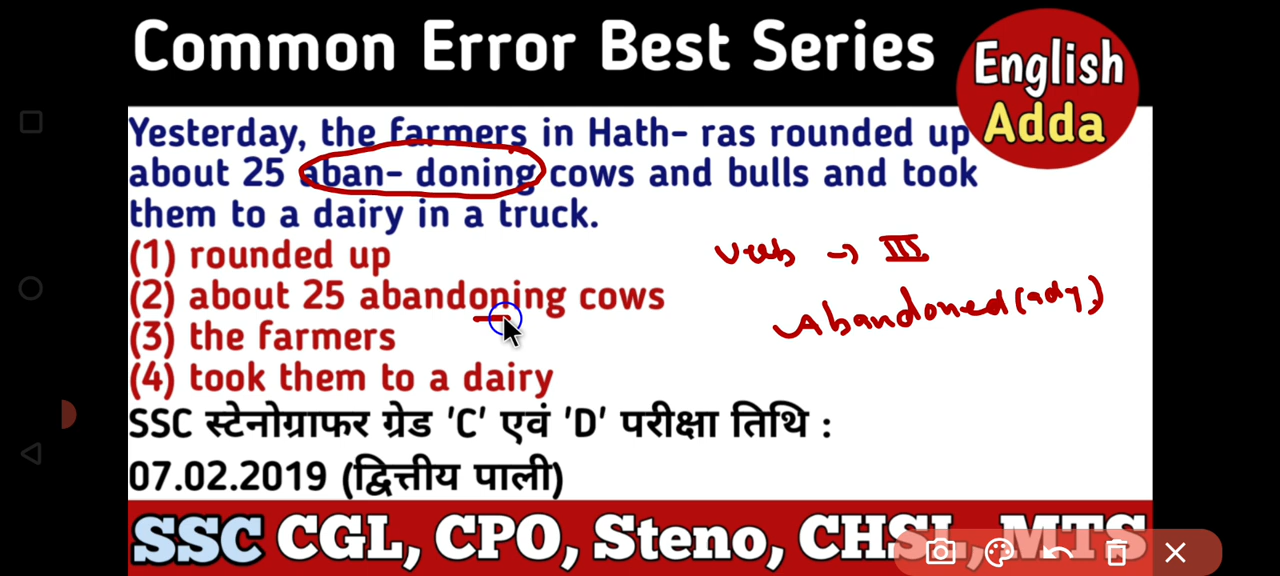 Common Error Best Series
English
Adda
Yesterday, the farmers in Hath- ras rounded up
about 25 aban- doning cows and bulls and took
them to a dairy in a truck.
(1) rounded up
verb → III
(2) about 25 abandoning cows
Abandoned (adj.)
(3) the farmers
(4) took them to a dairy
SSC स्टेनोग्राफर ग्रेड 'C' एवं 'D' परीक्षा तिथि :
07.02.2019 (द्वित्तीय पाली)
SSC CGL, CPO, Steno, CHSL, MTS